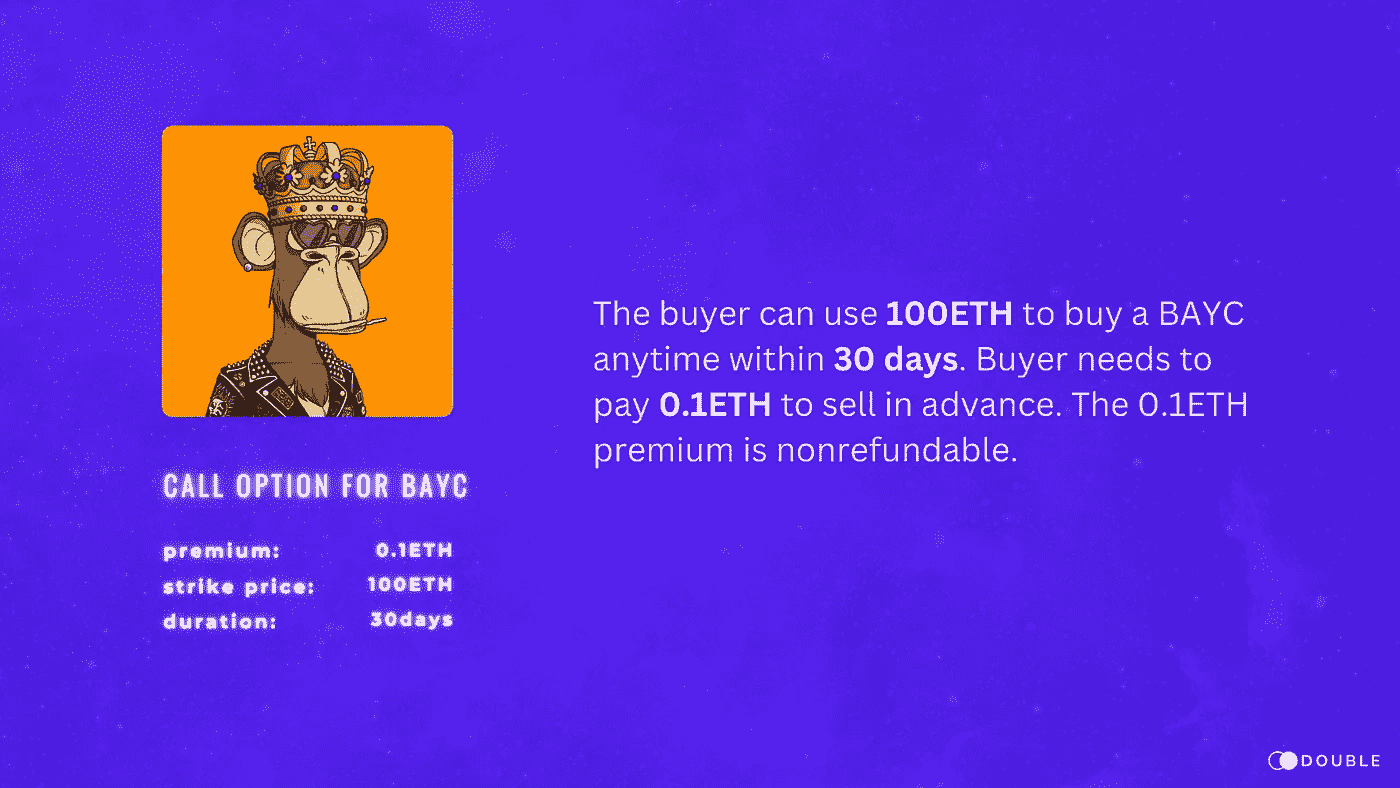 CALL OPTION FOR BAYC
premium: 0.1ETH
strike price: 100ETH
duration: 30days
The buyer can use 100ETH to buy a BAYC
anytime within 30 days. Buyer needs to
pay 0.1ETH to sell in advance. The 0.1ETH
premium is nonrefundable.
DOUBLE